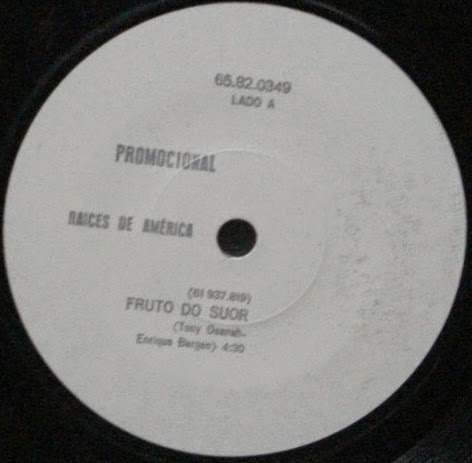 65.82.0349
LADO A
PROMOCIONAL
RAICES DE AMÉRICA
(61 937.819)
FRUTO DO SUOR
(Tony Osanah-
Enrique Bergen) 4:30